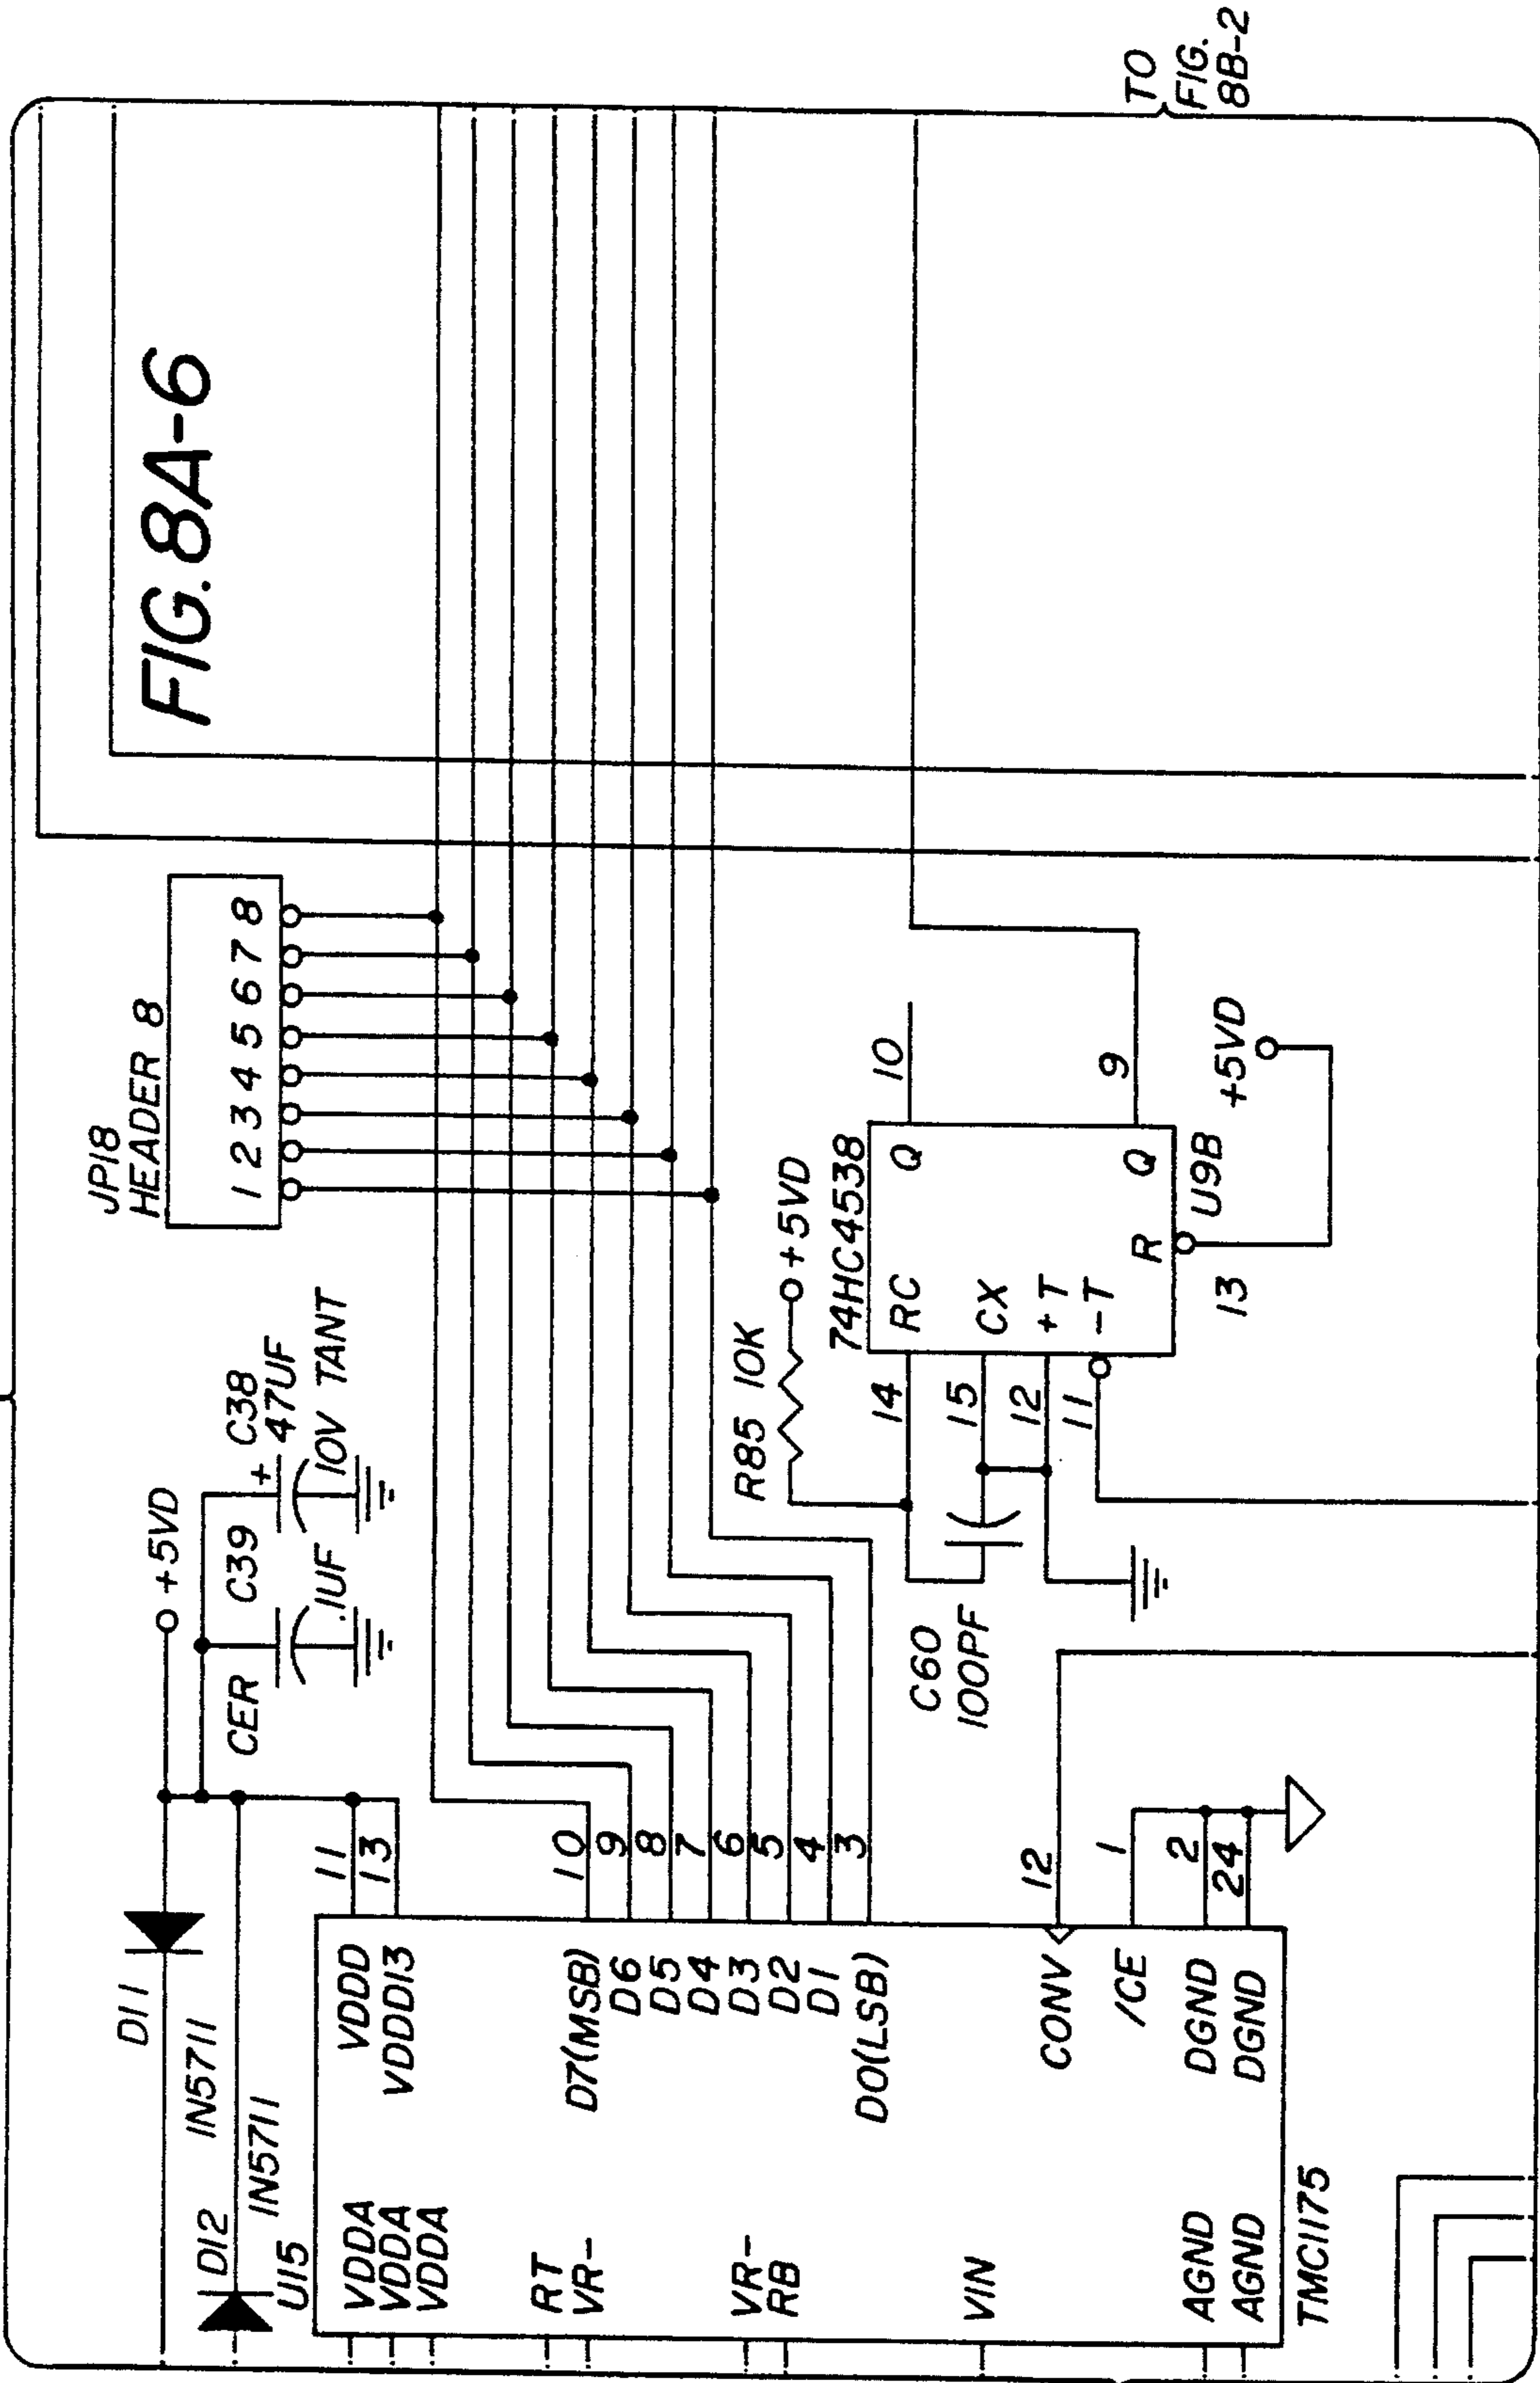 FIG.8A-6
TO
FIG.
8B-2
D11
IN5711
D12
IN5711
+5VD
CER
C39
.1UF
+
C38
47UF
10V TANT
JP18
HEADER 8
1 2 3 4 5 6 7 8
U15
VDDA
VDDA
VDDA
RT
VR-
VR-
RB
VIN
AGND
AGND
VDDD
VDDD13
D7(MSB)
D6
D5
D4
D3
D2
D1
D0(LSB)
CONV
/CE
DGND
DGND
11
13
10
9
8
7
6
5
4
3
12
1
2
24
TMC1175
R85 10K
+5VD
C60
100PF
74HC4538
14
15
12
11
RC
CX
+T
-T
R
Q
Q
10
9
13
U9B
+5VD